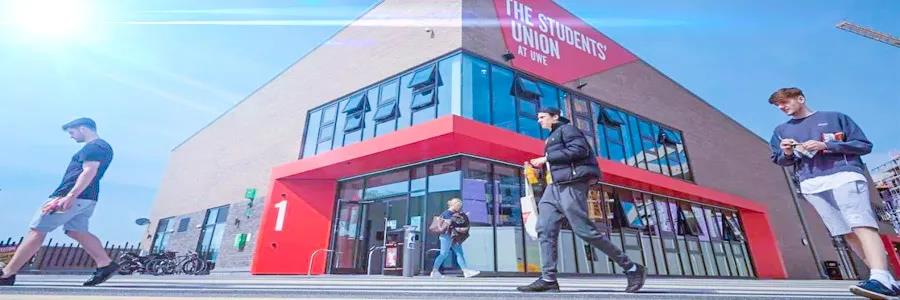 THE STUDENTS'
UNION
AT UWE
1